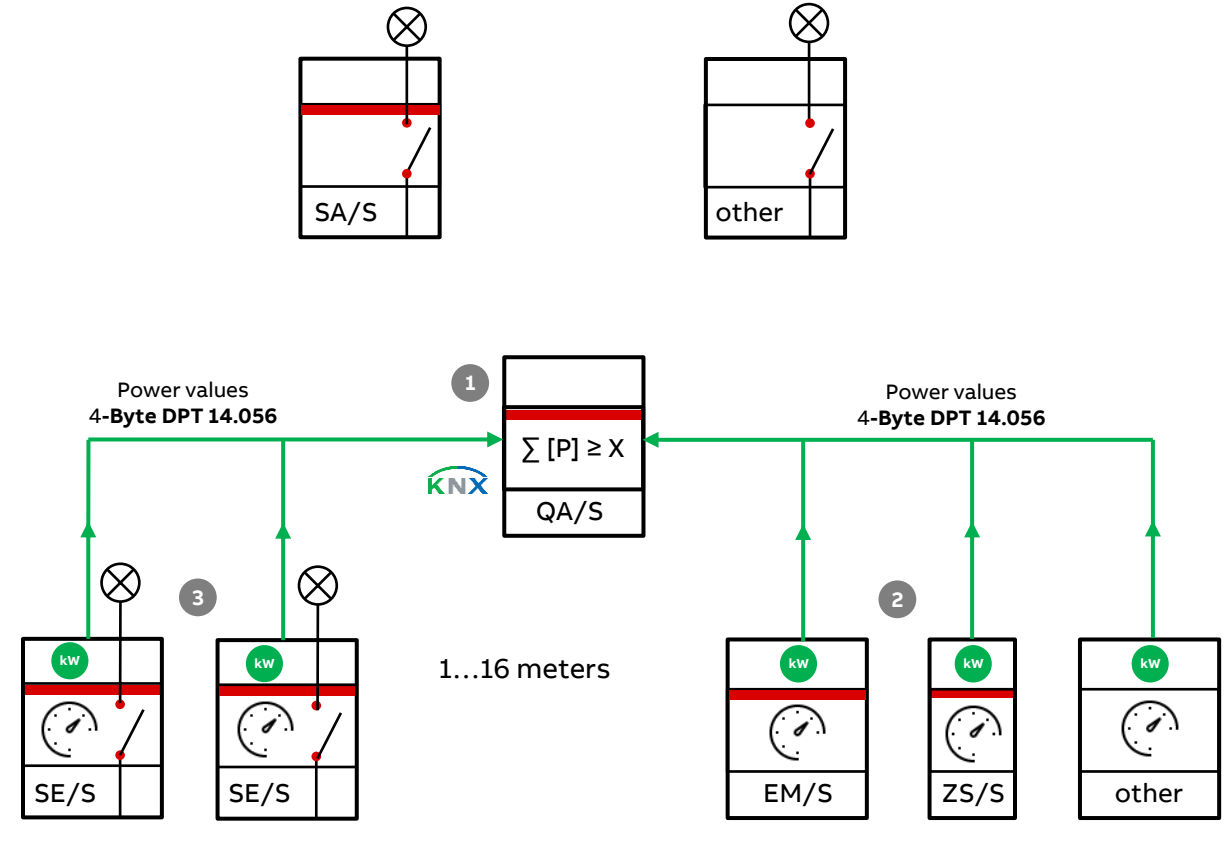 SA/S
other
1
Power values
4-Byte DPT 14.056
Power values
4-Byte DPT 14.056
∑ [P] ≥ X
KNX
QA/S
3
2
kW
kW
1...16 meters
kW
kW
kW
SE/S
SE/S
EM/S
ZS/S
other